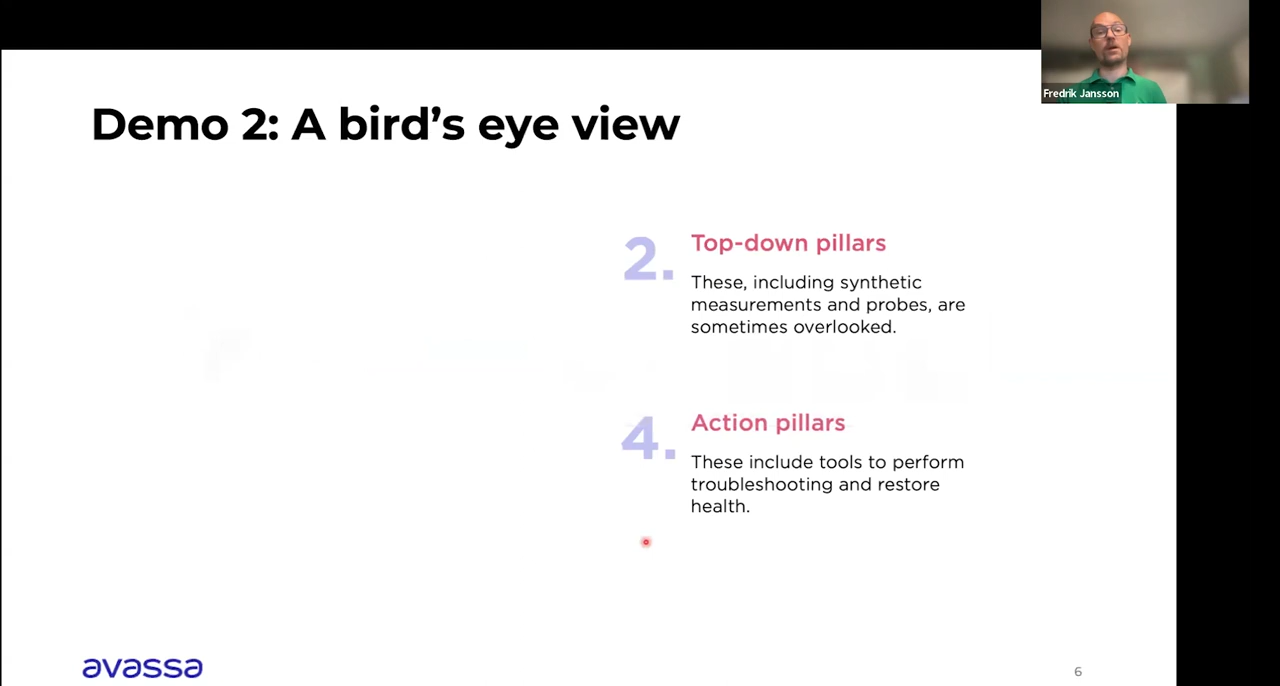 Fredrik Jansson
Demo 2: A bird's eye view
2.
Top-down pillars
These, including synthetic
measurements and probes, are
sometimes overlooked.
4.
Action pillars
These include tools to perform
troubleshooting and restore
health.
avassa
6